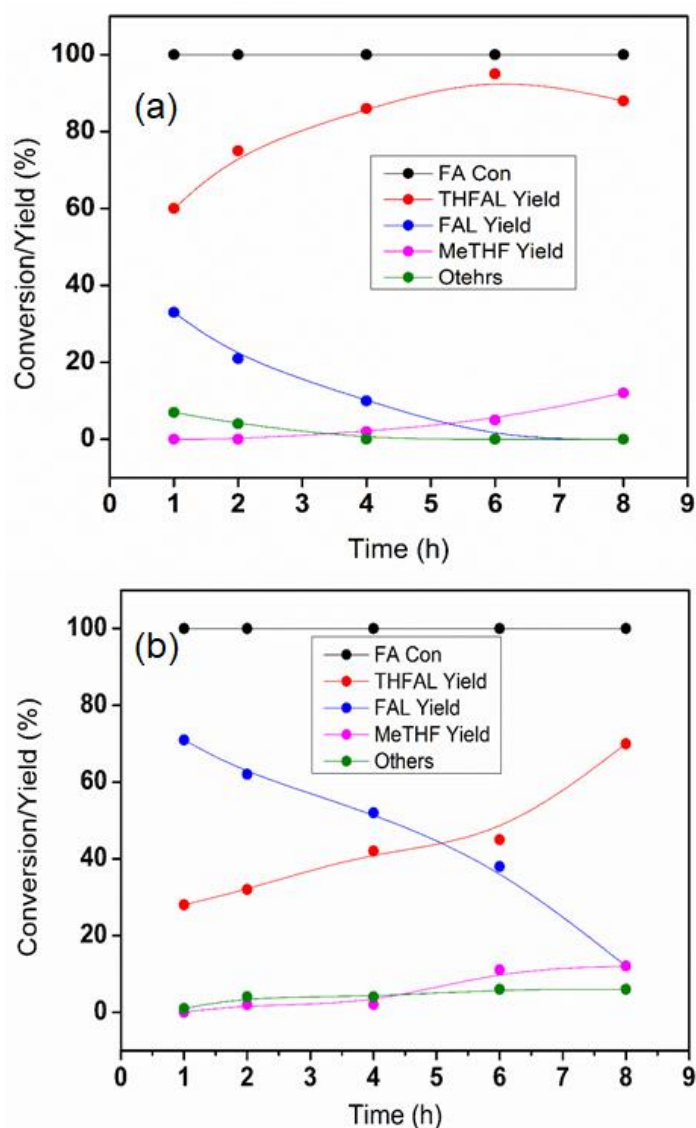 100
80
60
40
20
0
Conversion/Yield (%)
(a)
FA Con
THFAL Yield
FAL Yield
MeTHF Yield
Otehrs
0 1 2 3 4 5 6 7 8 9
Time (h)
100
80
60
40
20
0
Conversion/Yield (%)
(b)
FA Con
THFAL Yield
FAL Yield
MeTHF Yield
Others
0 1 2 3 4 5 6 7 8 9
Time (h)